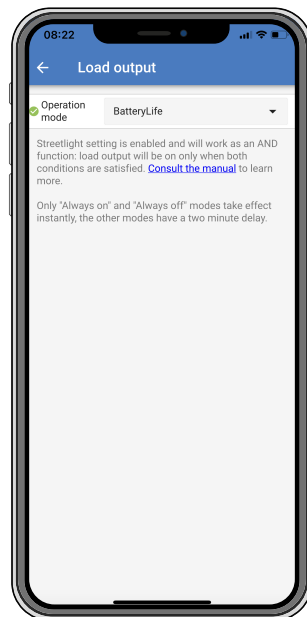 08:22
Load output
Operation
mode
BatteryLife
Streetlight setting is enabled and will work as an AND
function: load output will be on only when both
conditions are satisfied. Consult the manual to learn
more.
Only "Always on" and "Always off" modes take effect
instantly, the other modes have a two minute delay.